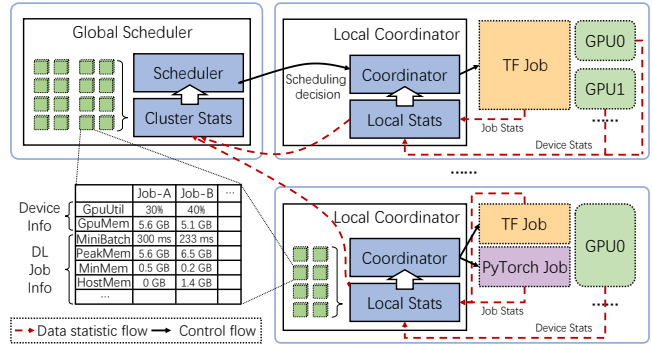 Global Scheduler
Scheduler
Cluster Stats
Local Coordinator
Scheduling
decision
Coordinator
Local Stats
TF Job
GPU0
GPU1
......
Job Stats
Device Stats
......
Job-A Job-B ...
Device
Info
GpuUtil 30% 40%
GpuMem 5.6 GB 5.1 GB
DL
Job
Info
MiniBatch 300 ms 233 ms
PeakMem 5.6 GB 6.5 GB
MinMem 0.5 GB 0.2 GB
HostMem 0 GB 1.4 GB
...
Local Coordinator
Coordinator
Local Stats
TF Job
PyTorch Job
GPU0
......
Job Stats
Device Stats
Data statistic flow Control flow